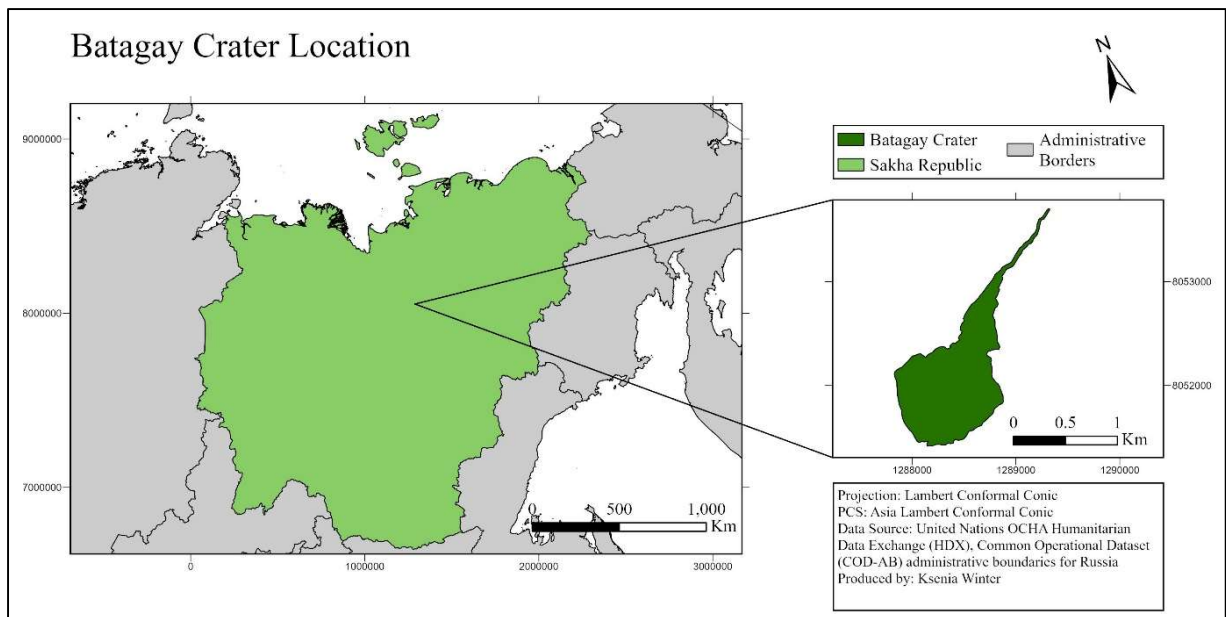 Batagay Crater Location
N
9000000
8000000
7000000
0
1000000
2000000
3000000
0
500
1,000
Km
Batagay Crater
Sakha Republic
Administrative
Borders
8053000
8052000
0
0.5
1
Km
1288000
1289000
1290000
Projection: Lambert Conformal Conic
PCS: Asia Lambert Conformal Conic
Data Source: United Nations OCHA Humanitarian
Data Exchange (HDX), Common Operational Dataset
(COD-AB) administrative boundaries for Russia
Produced by: Ksenia Winter